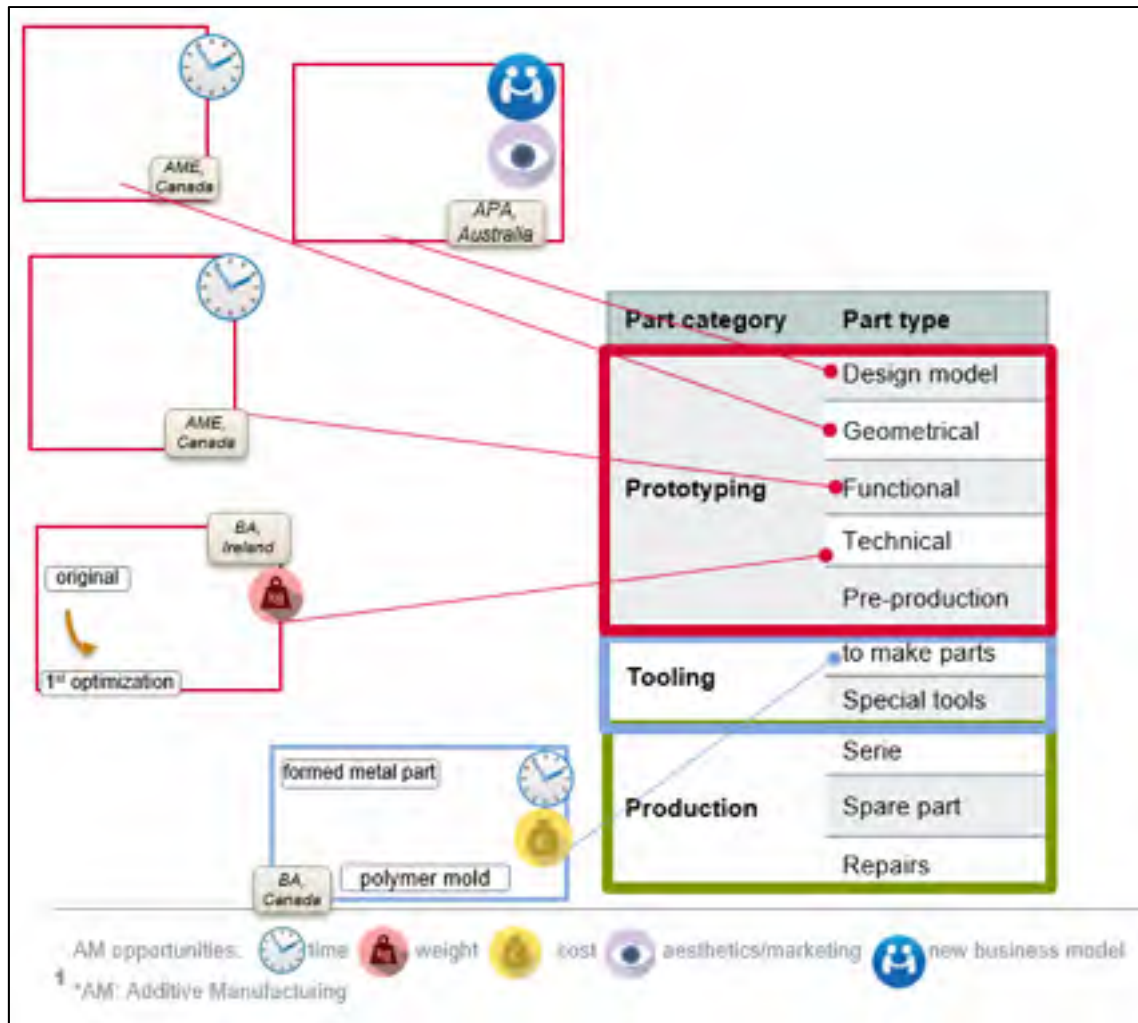 AME,
Canada
APA,
Australia
AME,
Canada
Part category Part type
Design model
Geometrical
Prototyping Functional
Technical
Pre-production
BA,
Ireland
original
1st optimization
to make parts
Tooling
Special tools
Serie
Production Spare part
Repairs
formed metal part
polymer mold
BA,
Canada
AM opportunities: time weight cost aesthetics/marketing new business model
1 *AM: Additive Manufacturing